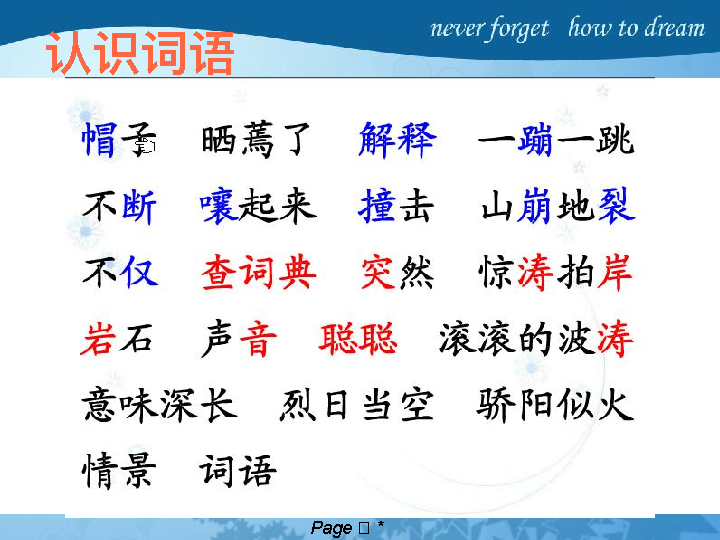 never forget how to dream
认识词语
帽子 晒蔫了 解释 一蹦一跳
不断 嚷起来 撞击 山崩地裂
不仅 查词典 突然 惊涛拍岸
岩石 声音 聪聪 滚滚的波涛
意味深长 烈日当空 骄阳似火
情景 词语
Page □ *